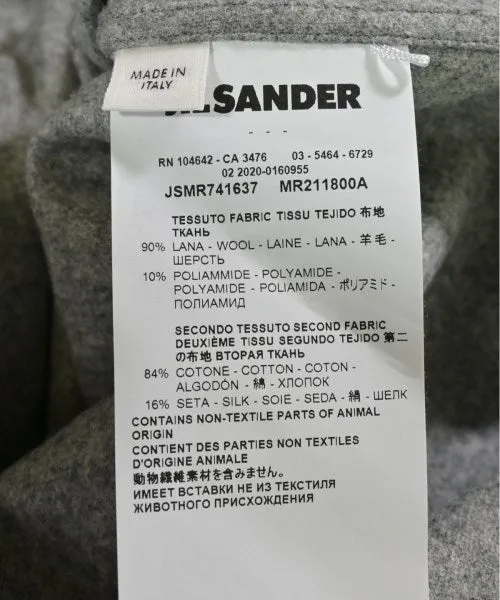 MADE IN
ITALY
SANDER
- - -
RN 104642 - CA 3476 03 - 5464 - 6729
02 2020-0160955
JSMR741637 MR211800A
TESSUTO FABRIC TISSU TEJIDO 布地
ТКАНЬ
90% LANA - WOOL - LAINE - LANA - 羊毛 -
ШЕРСТЬ
10% POLIAMMIDE - POLYAMIDE -
POLYAMIDE - POLIAMIDA - ポリアミド -
ПОЛИАМИД
SECONDO TESSUTO SECOND FABRIC
DEUXIÈME TISSU SEGUNDO TEJIDO 第二
の布地 ВТОРАЯ ТКАНЬ
84% COTONE - COTTON - COTON -
ALGODÓN - 綿 - ХЛОПОК
16% SETA - SILK - SOIE - SEDA - 絹 - ШЕЛК
CONTAINS NON-TEXTILE PARTS OF ANIMAL
ORIGIN
CONTIENT DES PARTIES NON TEXTILES
D'ORIGINE ANIMALE
動物繊維素材を含みません。
ИМЕЕТ ВСТАВКИ НЕ ИЗ ТЕКСТИЛЯ
ЖИВОТНОГО ПРИСХОЖДЕНИЯ